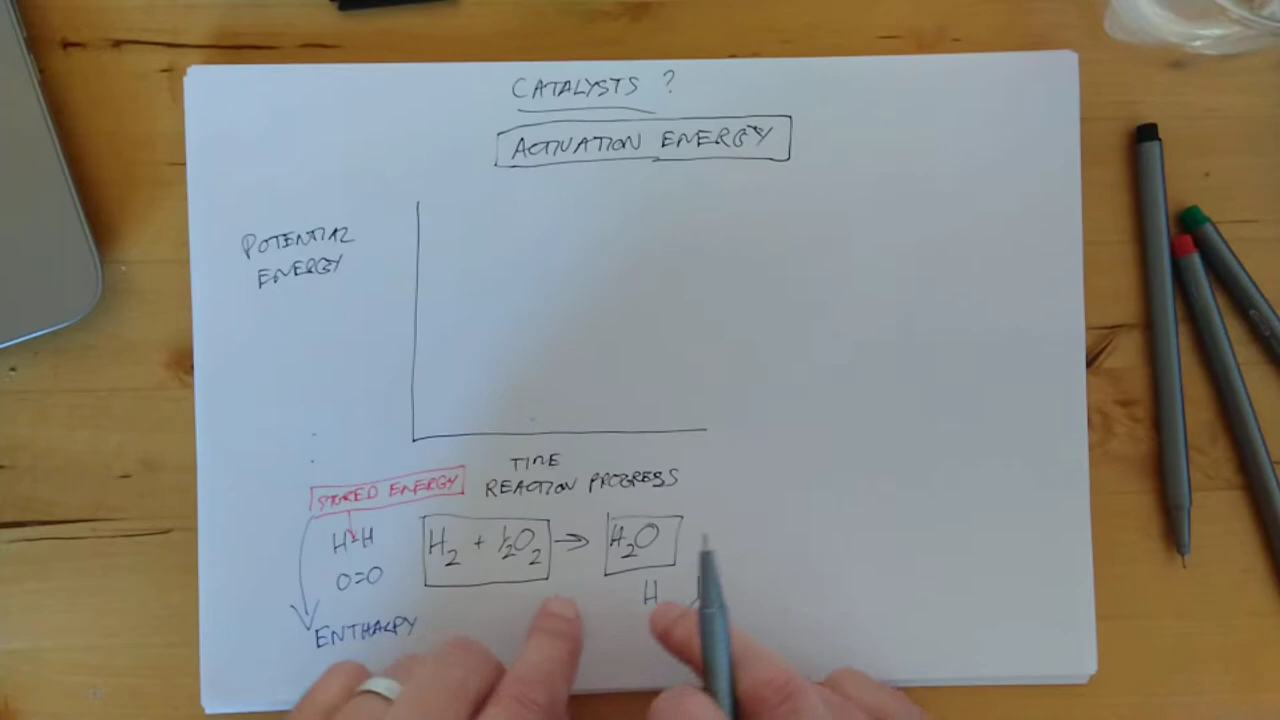 CATALYSTS ?
ACTIVATION ENERGY
POTENTIAL
ENERGY
TIME
REACTION PROGRESS
STORED ENERGY
H-H
O=O
ENTHALPY
H₂ + ½O₂ → H₂O
H